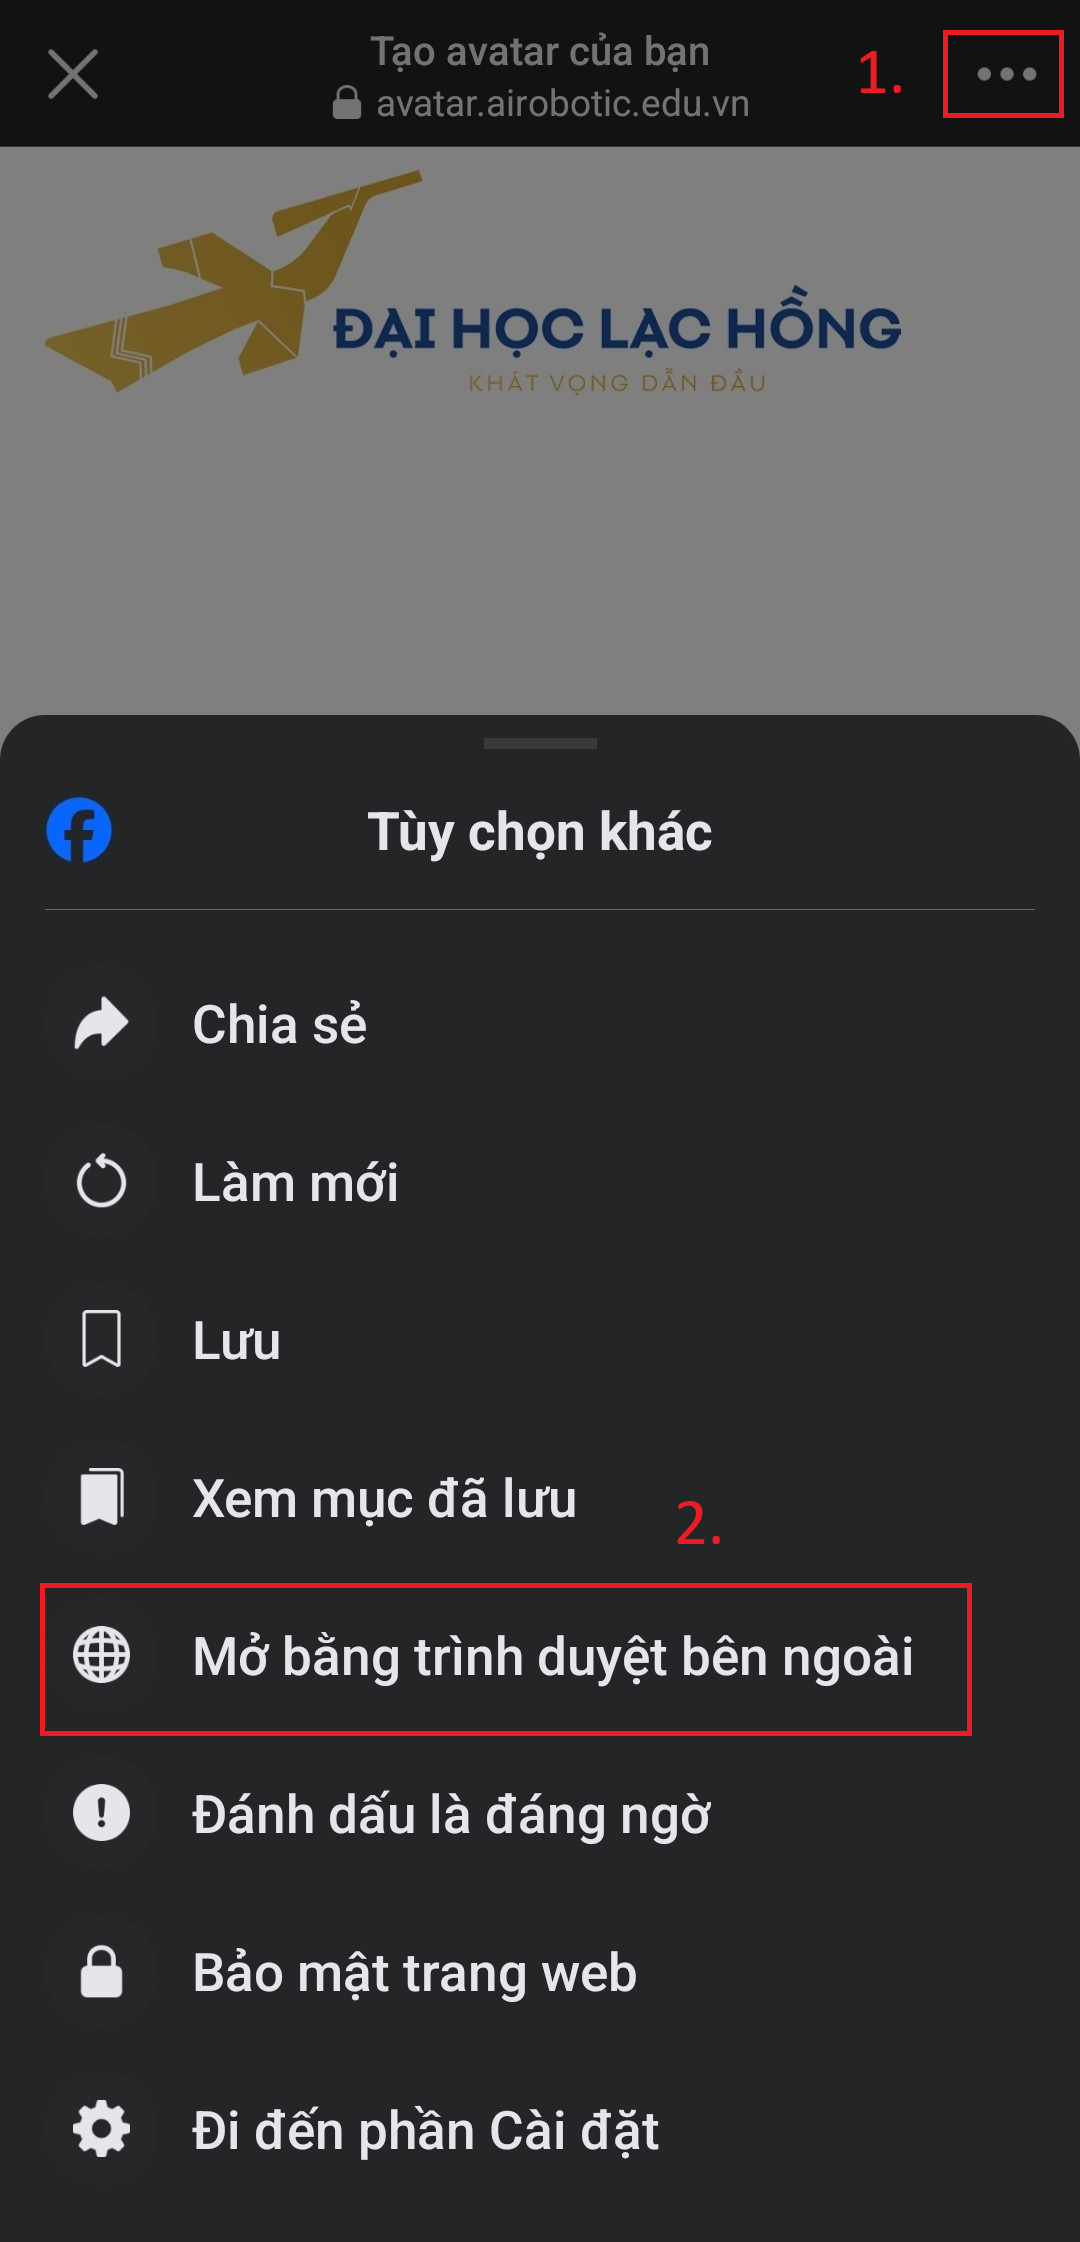 Tạo avatar của bạn
avatar.airobotic.edu.vn
1.
ĐẠI HỌC LẠC HỒNG
KHÁT VỌNG DẪN ĐẦU
Tùy chọn khác
Chia sẻ
Làm mới
Lưu
Xem mục đã lưu
2.
Mở bằng trình duyệt bên ngoài
Đánh dấu là đáng ngờ
Bảo mật trang web
Đi đến phần Cài đặt